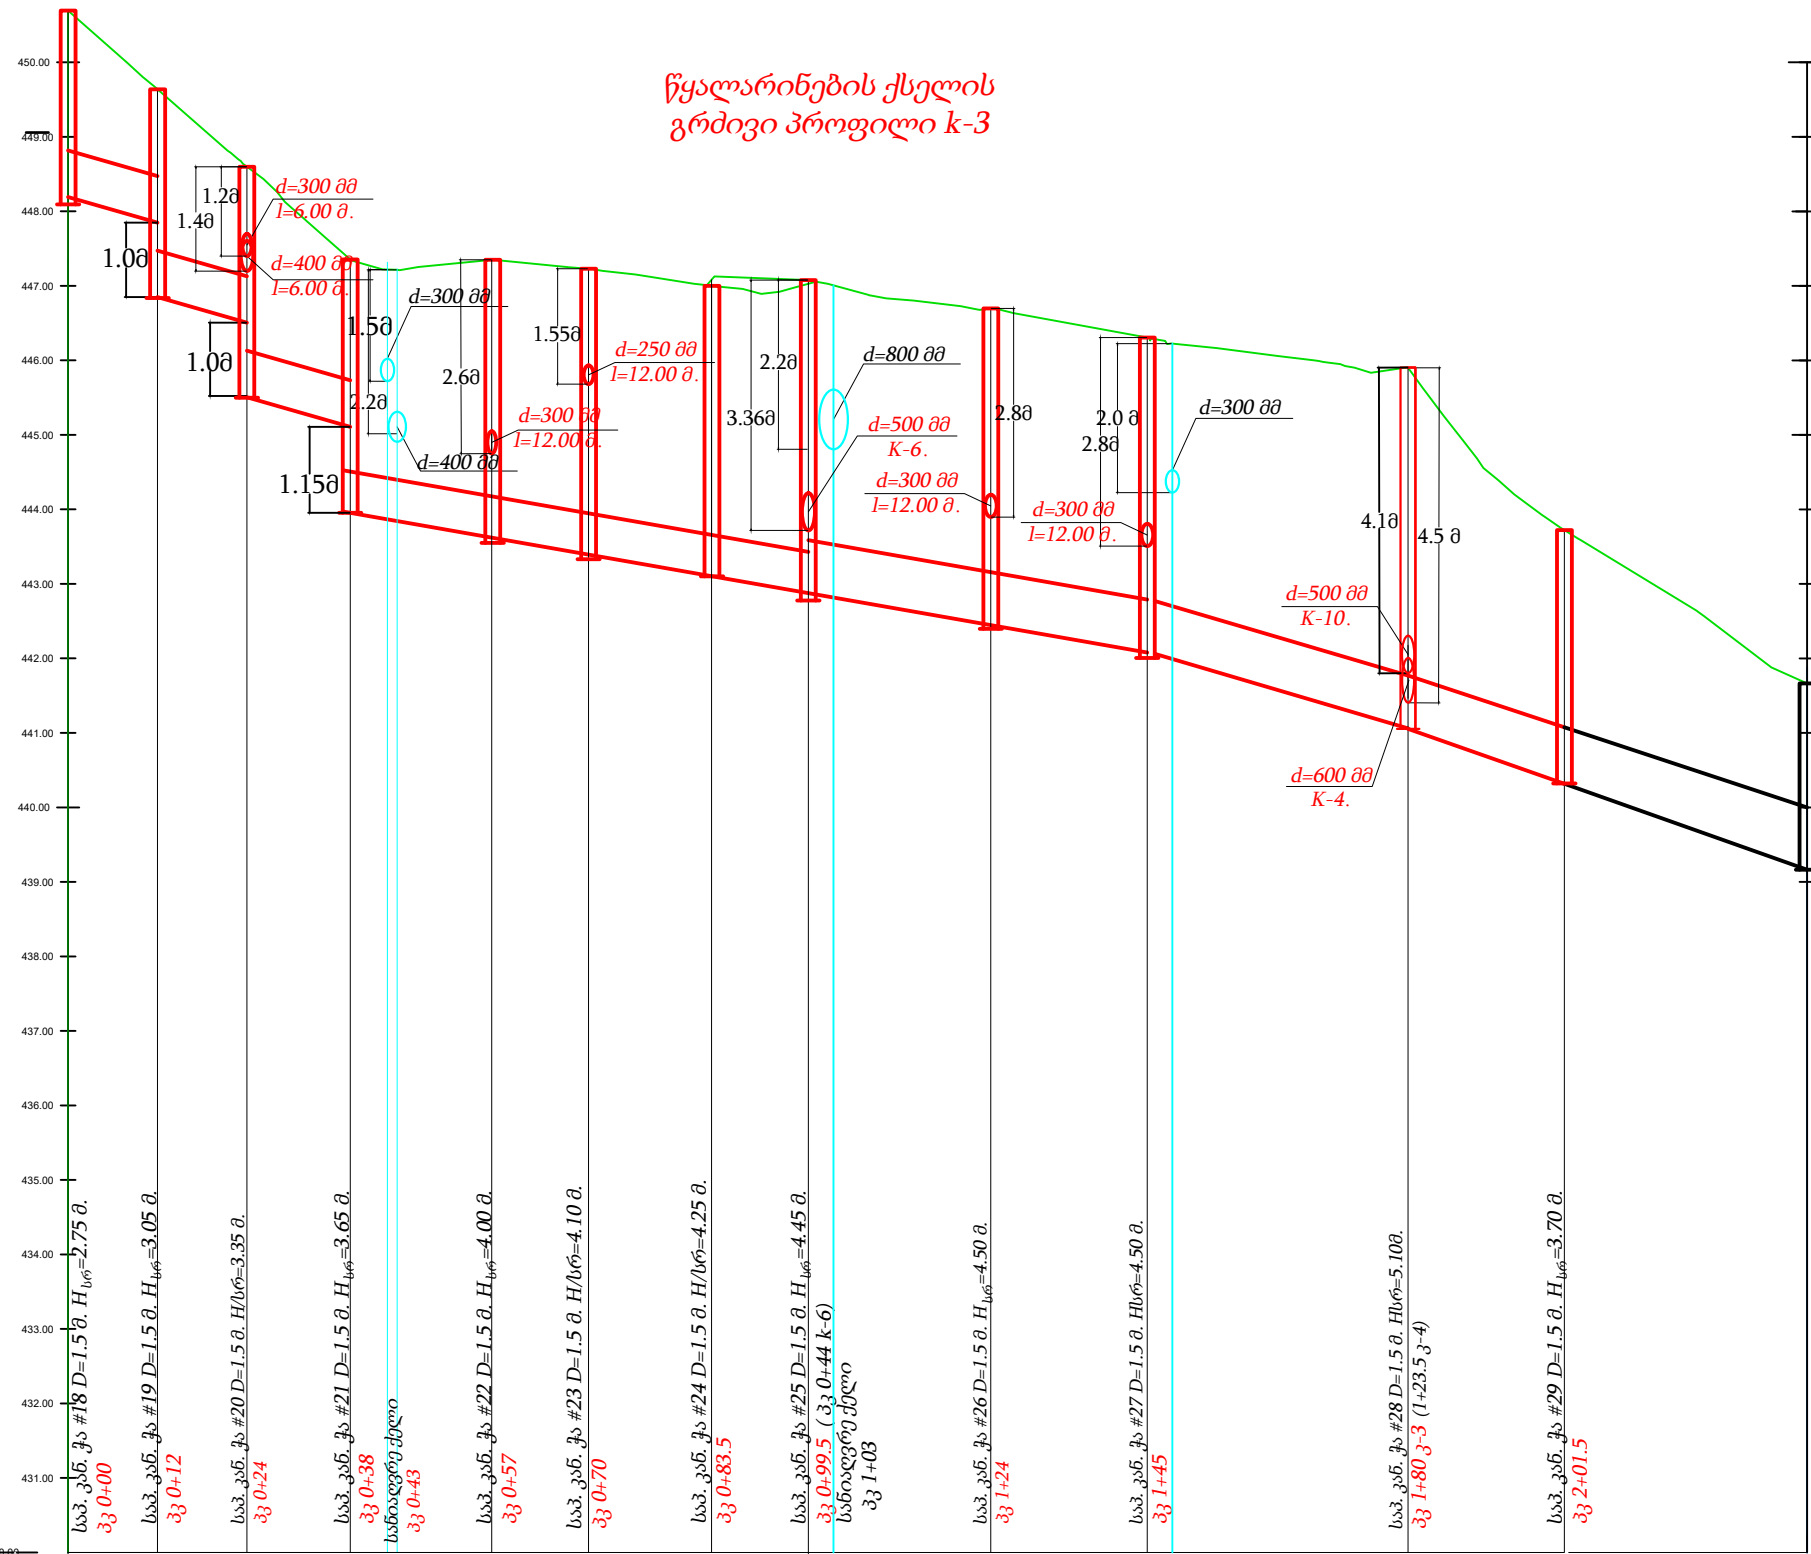 წყალარინების ქსელის
გრძივი პროფილი k-3
450.00
449.00
448.00
447.00
446.00
445.00
444.00
443.00
442.00
441.00
440.00
439.00
438.00
437.00
436.00
435.00
434.00
433.00
432.00
431.00
1.0მ
1.4მ
1.2მ
d=300 მმ
l=6.00 მ.
d=400 მმ
l=6.00 მ.
1.0მ
1.15მ
1.5მ
2.2მ
d=300 მმ
d=400 მმ
2.6მ
d=300 მმ
l=12.00 მ.
1.55მ
d=250 მმ
l=12.00 მ.
2.2მ
3.36მ
d=800 მმ
d=500 მმ
K-6.
d=300 მმ
l=12.00 მ.
2.8მ
2.0 მ
2.8მ
d=300 მმ
l=12.00 მ.
d=300 მმ
4.1მ
4.5 მ
d=500 მმ
K-10.
d=600 მმ
K-4.
საპ. კან. ჭა #18 D=1.5 მ. Hსრ=2.75 მ.
პკ 0+00
საპ. კან. ჭა #19 D=1.5 მ. Hსრ=3.05 მ.
პკ 0+12
საპ. კან. ჭა #20 D=1.5 მ. H/სრ=3.35 მ.
პკ 0+24
საპ. კან. ჭა #21 D=1.5 მ. Hსრ=3.65 მ.
პკ 0+38
სანიაღვრე ქსელი
პკ 0+43
საპ. კან. ჭა #22 D=1.5 მ. Hსრ=4.00 მ.
პკ 0+57
საპ. კან. ჭა #23 D=1.5 მ. H/სრ=4.10 მ.
პკ 0+70
საპ. კან. ჭა #24 D=1.5 მ. H/სრ=4.25 მ.
პკ 0+83.5
საპ. კან. ჭა #25 D=1.5 მ. Hსრ=4.45 მ.
პკ 0+99.5 ( პკ 0+44 k-6)
სანიაღვრე ქსელი
პკ 1+03
საპ. კან. ჭა #26 D=1.5 მ. Hსრ=4.50 მ.
პკ 1+24
საპ. კან. ჭა #27 D=1.5 მ. Hსრ=4.50 მ.
პკ 1+45
საპ. კან. ჭა #28 D=1.5 მ. Hსრ=5.10მ.
პკ 1+80 კ-3 (1+23.5 კ-4)
საპ. კან. ჭა #29 D=1.5 მ. Hსრ=3.70 მ.
პკ 2+01.5